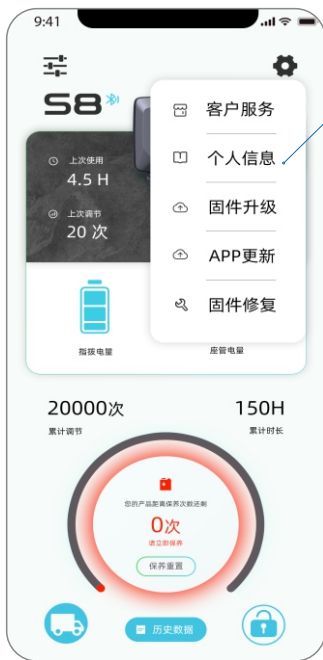 9:41
S8
客户服务
个人信息
固件升级
APP更新
固件修复
上次使用
4.5 H
上次调节
20 次
指拨电量
座管电量
20000次
150H
累计调节
累计时长
您的产品距离保养次数还剩
0次
请立即保养
保养重置
历史数据